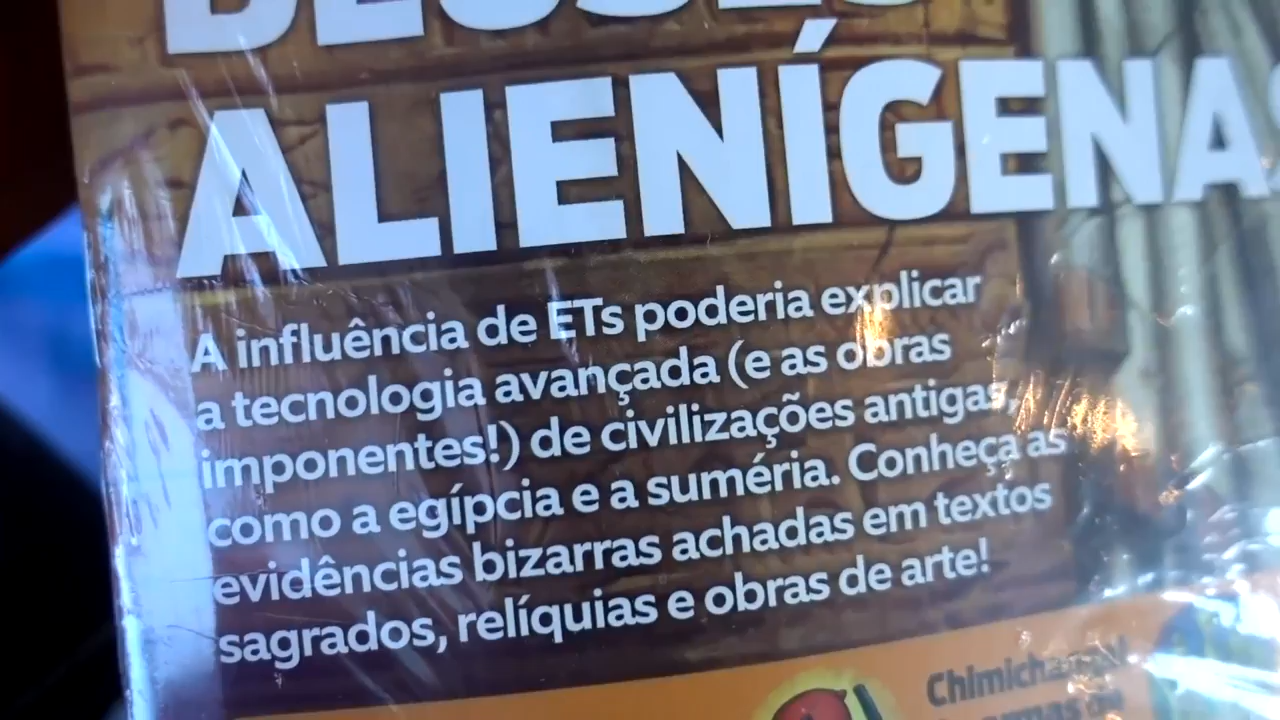 DEUSES
ALIENÍGENAS
A influência de ETs poderia explicar
a tecnologia avançada (e as obras
imponentes!) de civilizações antigas,
como a egípcia e a suméria. Conheça as
evidências bizarras achadas em textos
sagrados, relíquias e obras de arte!